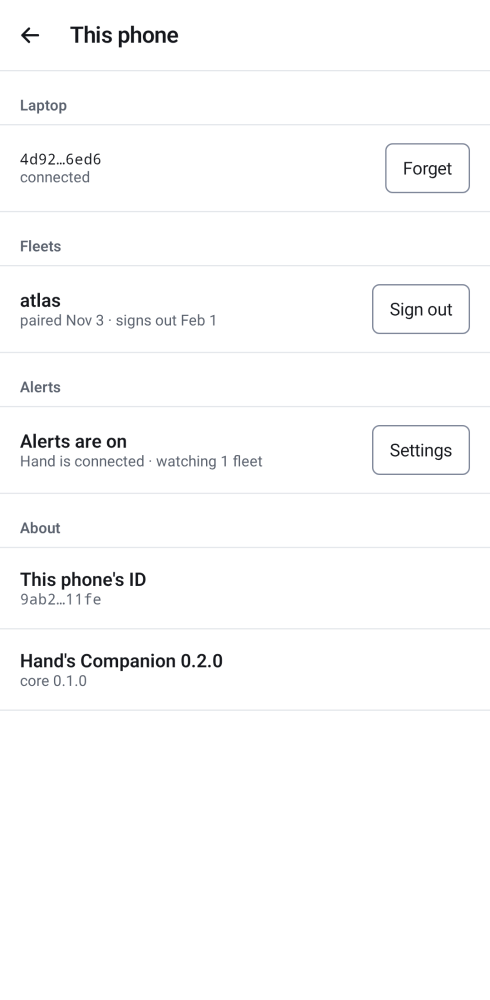 This phone
Laptop
4d92…6ed6
connected
Forget
Fleets
atlas
paired Nov 3 · signs out Feb 1
Sign out
Alerts
Alerts are on
Hand is connected · watching 1 fleet
Settings
About
This phone's ID
9ab2…11fe
Hand's Companion 0.2.0
core 0.1.0